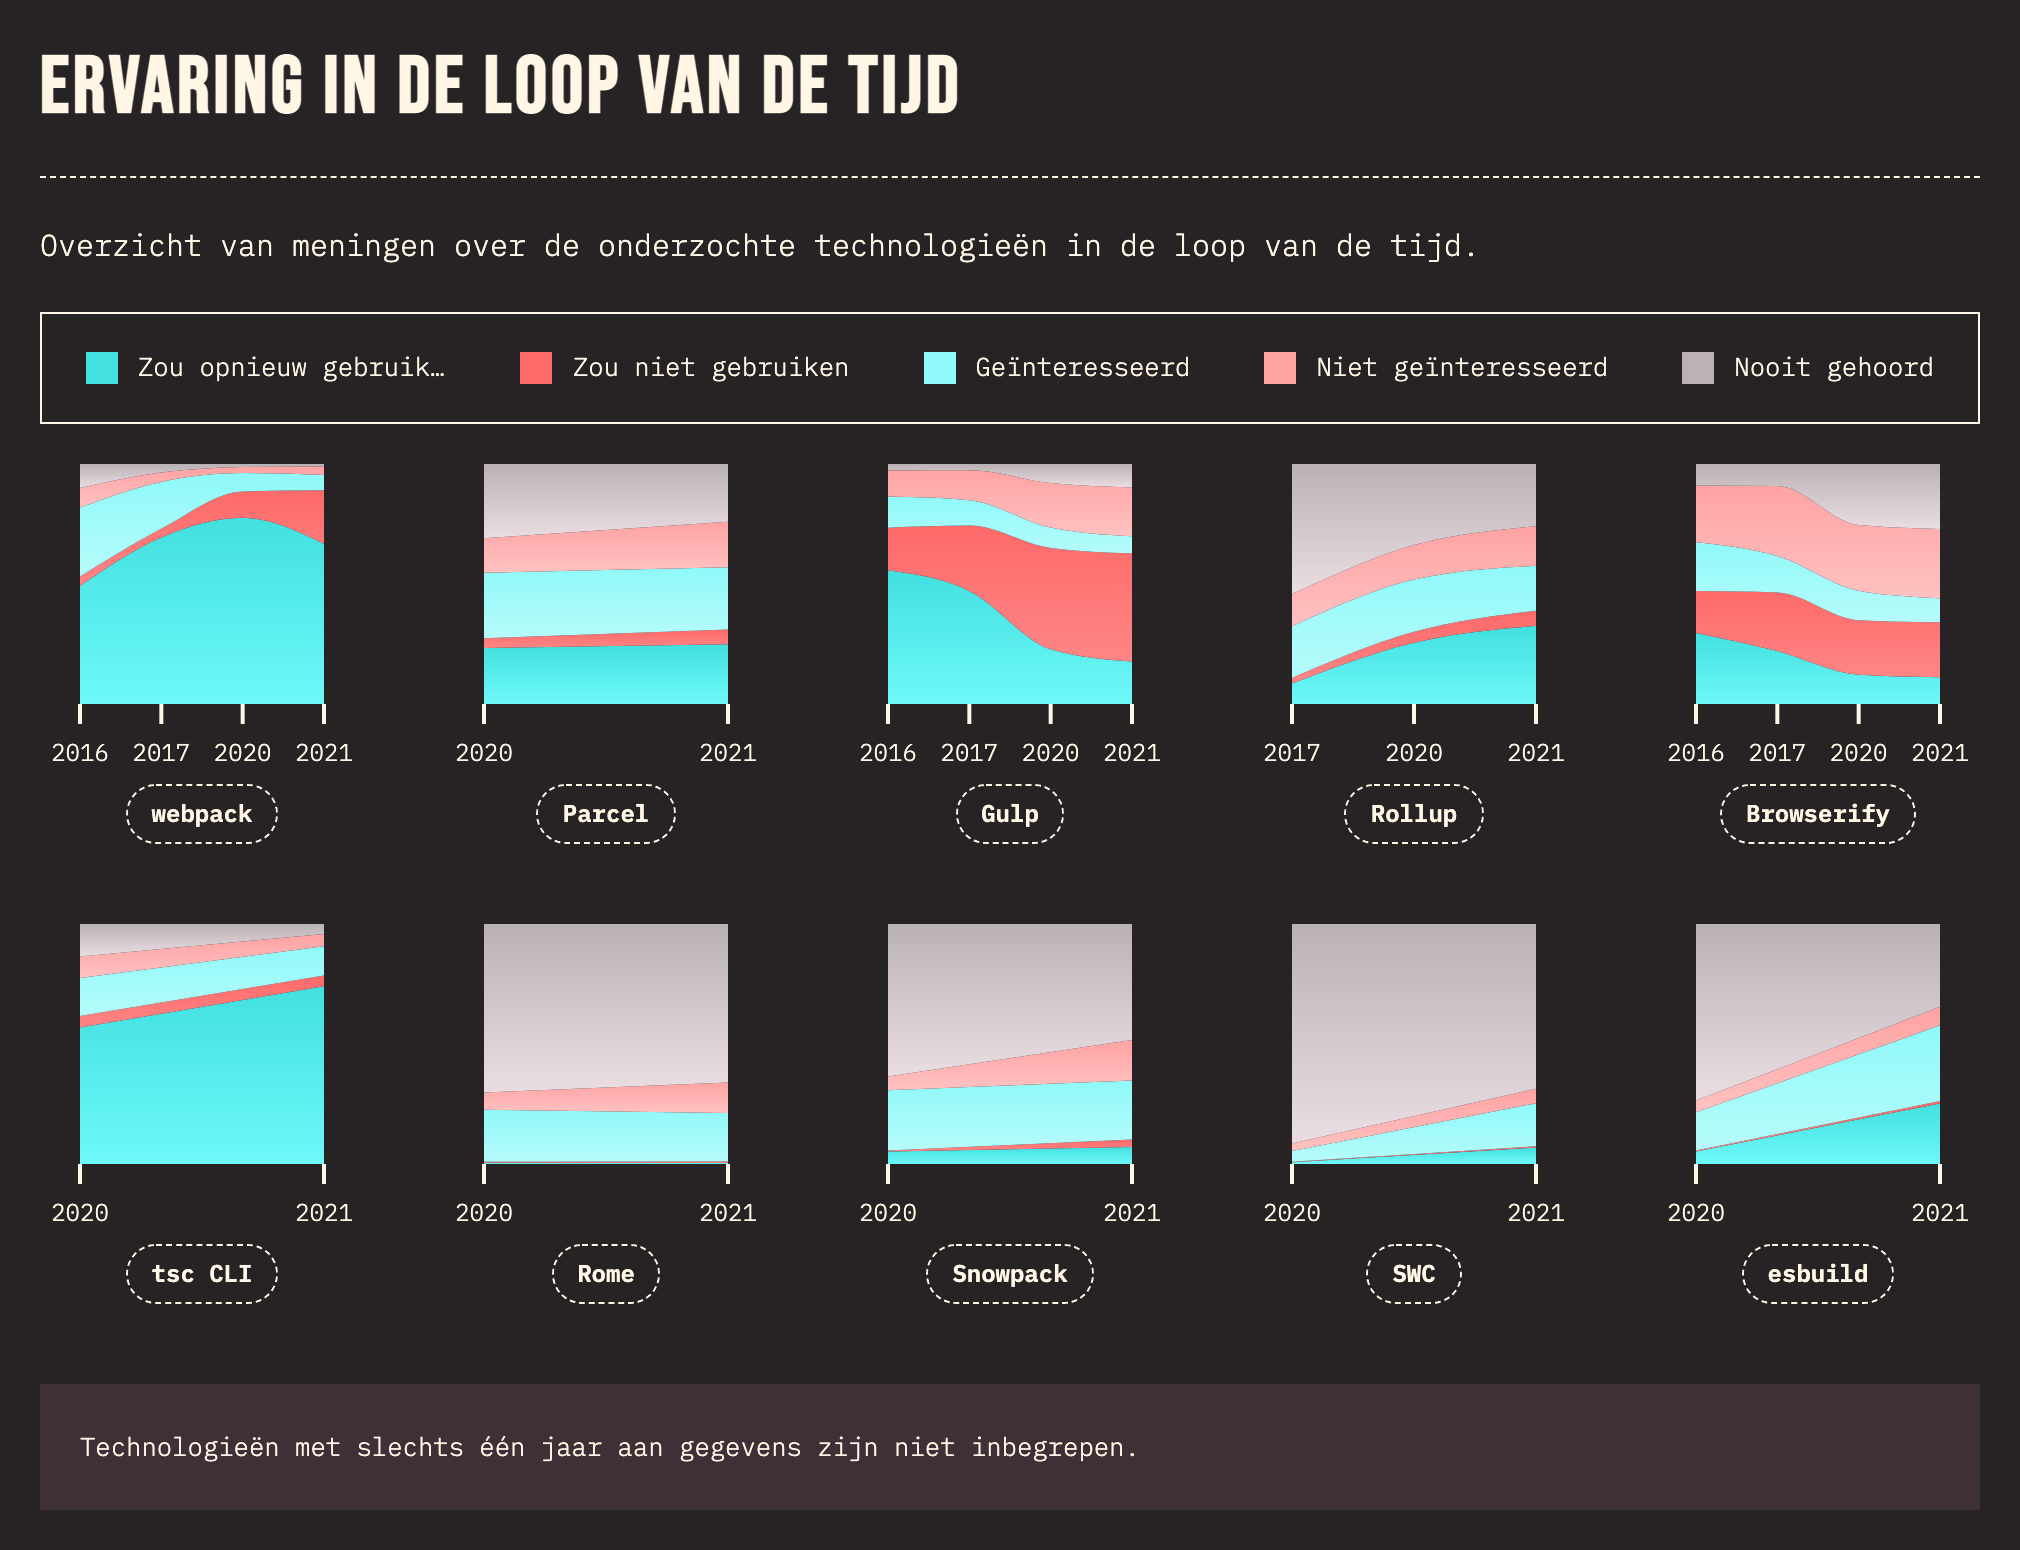 ERVARING IN DE LOOP VAN DE TIJD
Overzicht van meningen over de onderzochte technologieën in de loop van de tijd.
Zou opnieuw gebruik… Zou niet gebruiken Geïnteresseerd Niet geïnteresseerd Nooit gehoord
2016 2017 2020 2021 2020 2021 2016 2017 2020 2021 2017 2020 2021 2016 2017 2020 2021
webpack Parcel Gulp Rollup Browserify
2020 2021 2020 2021 2020 2021 2020 2021 2020 2021
tsc CLI Rome Snowpack SWC esbuild
Technologieën met slechts één jaar aan gegevens zijn niet inbegrepen.